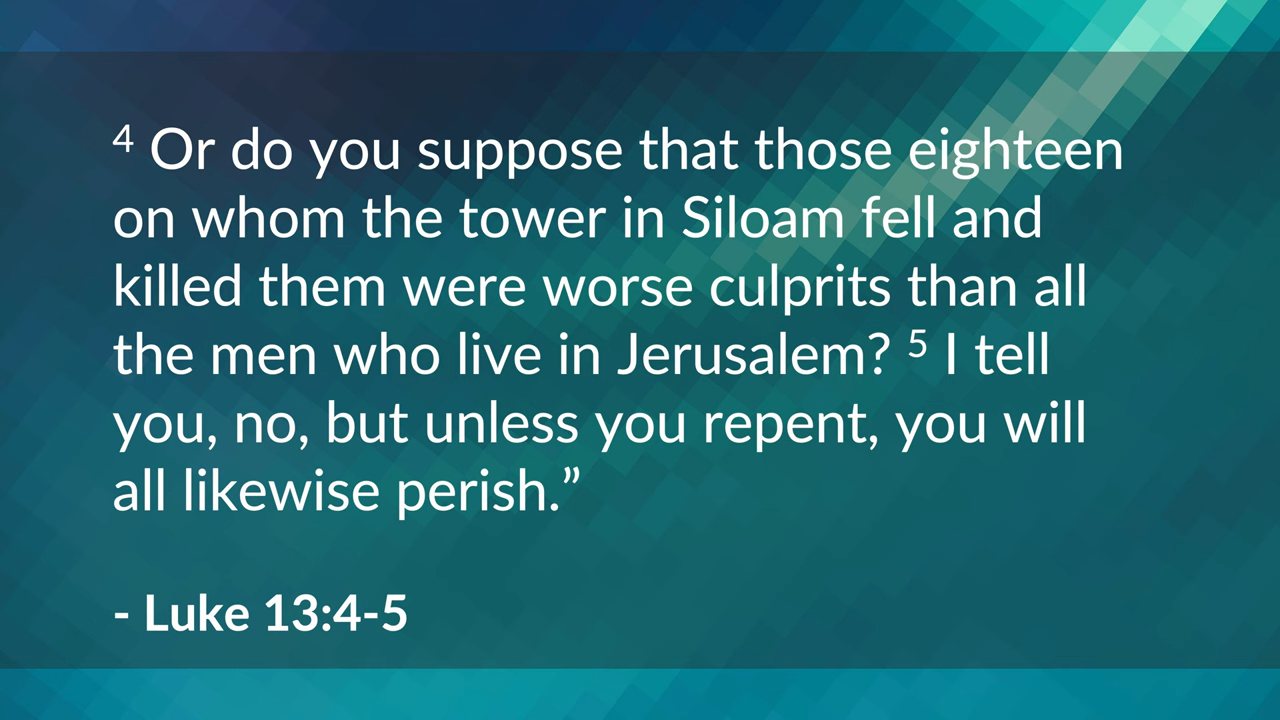 4 Or do you suppose that those eighteen
on whom the tower in Siloam fell and
killed them were worse culprits than all
the men who live in Jerusalem? 5 I tell
you, no, but unless you repent, you will
all likewise perish.”
- Luke 13:4-5